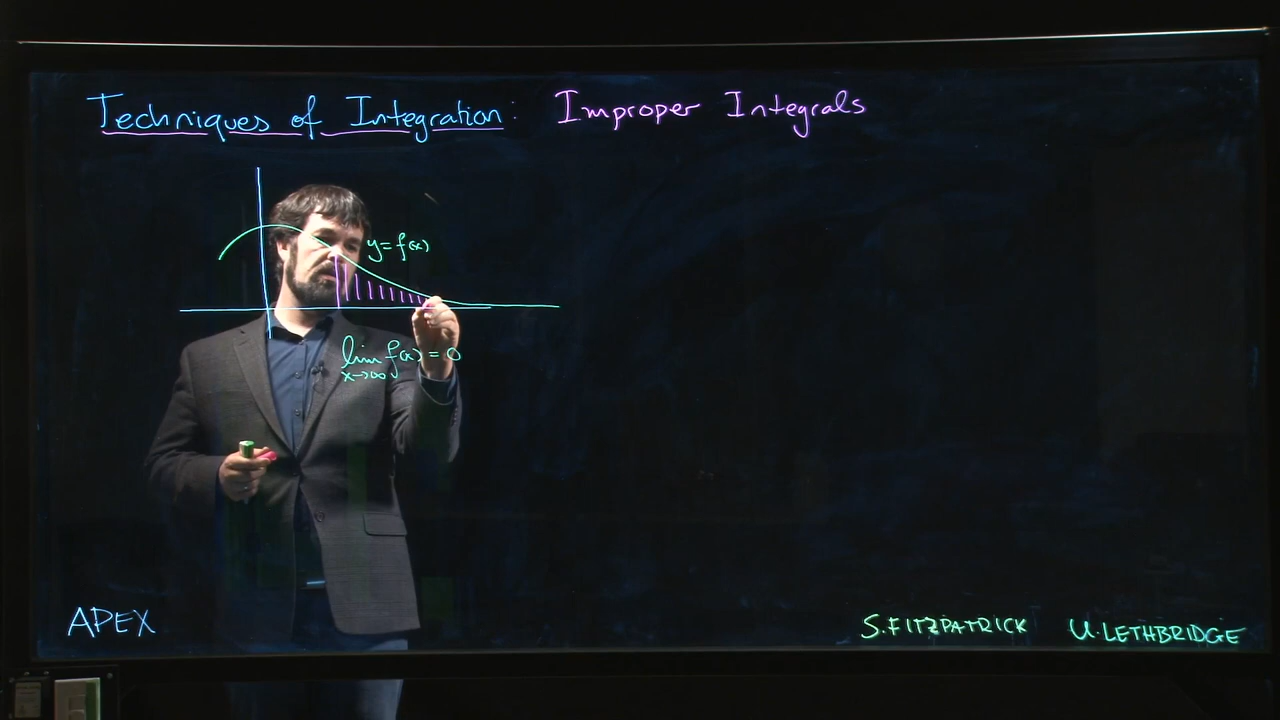 Techniques of Integration: Improper Integrals
y = f(x)
lim f(x) = 0
x→∞
APEX
S. FITZPATRICK U. LETHBRIDGE